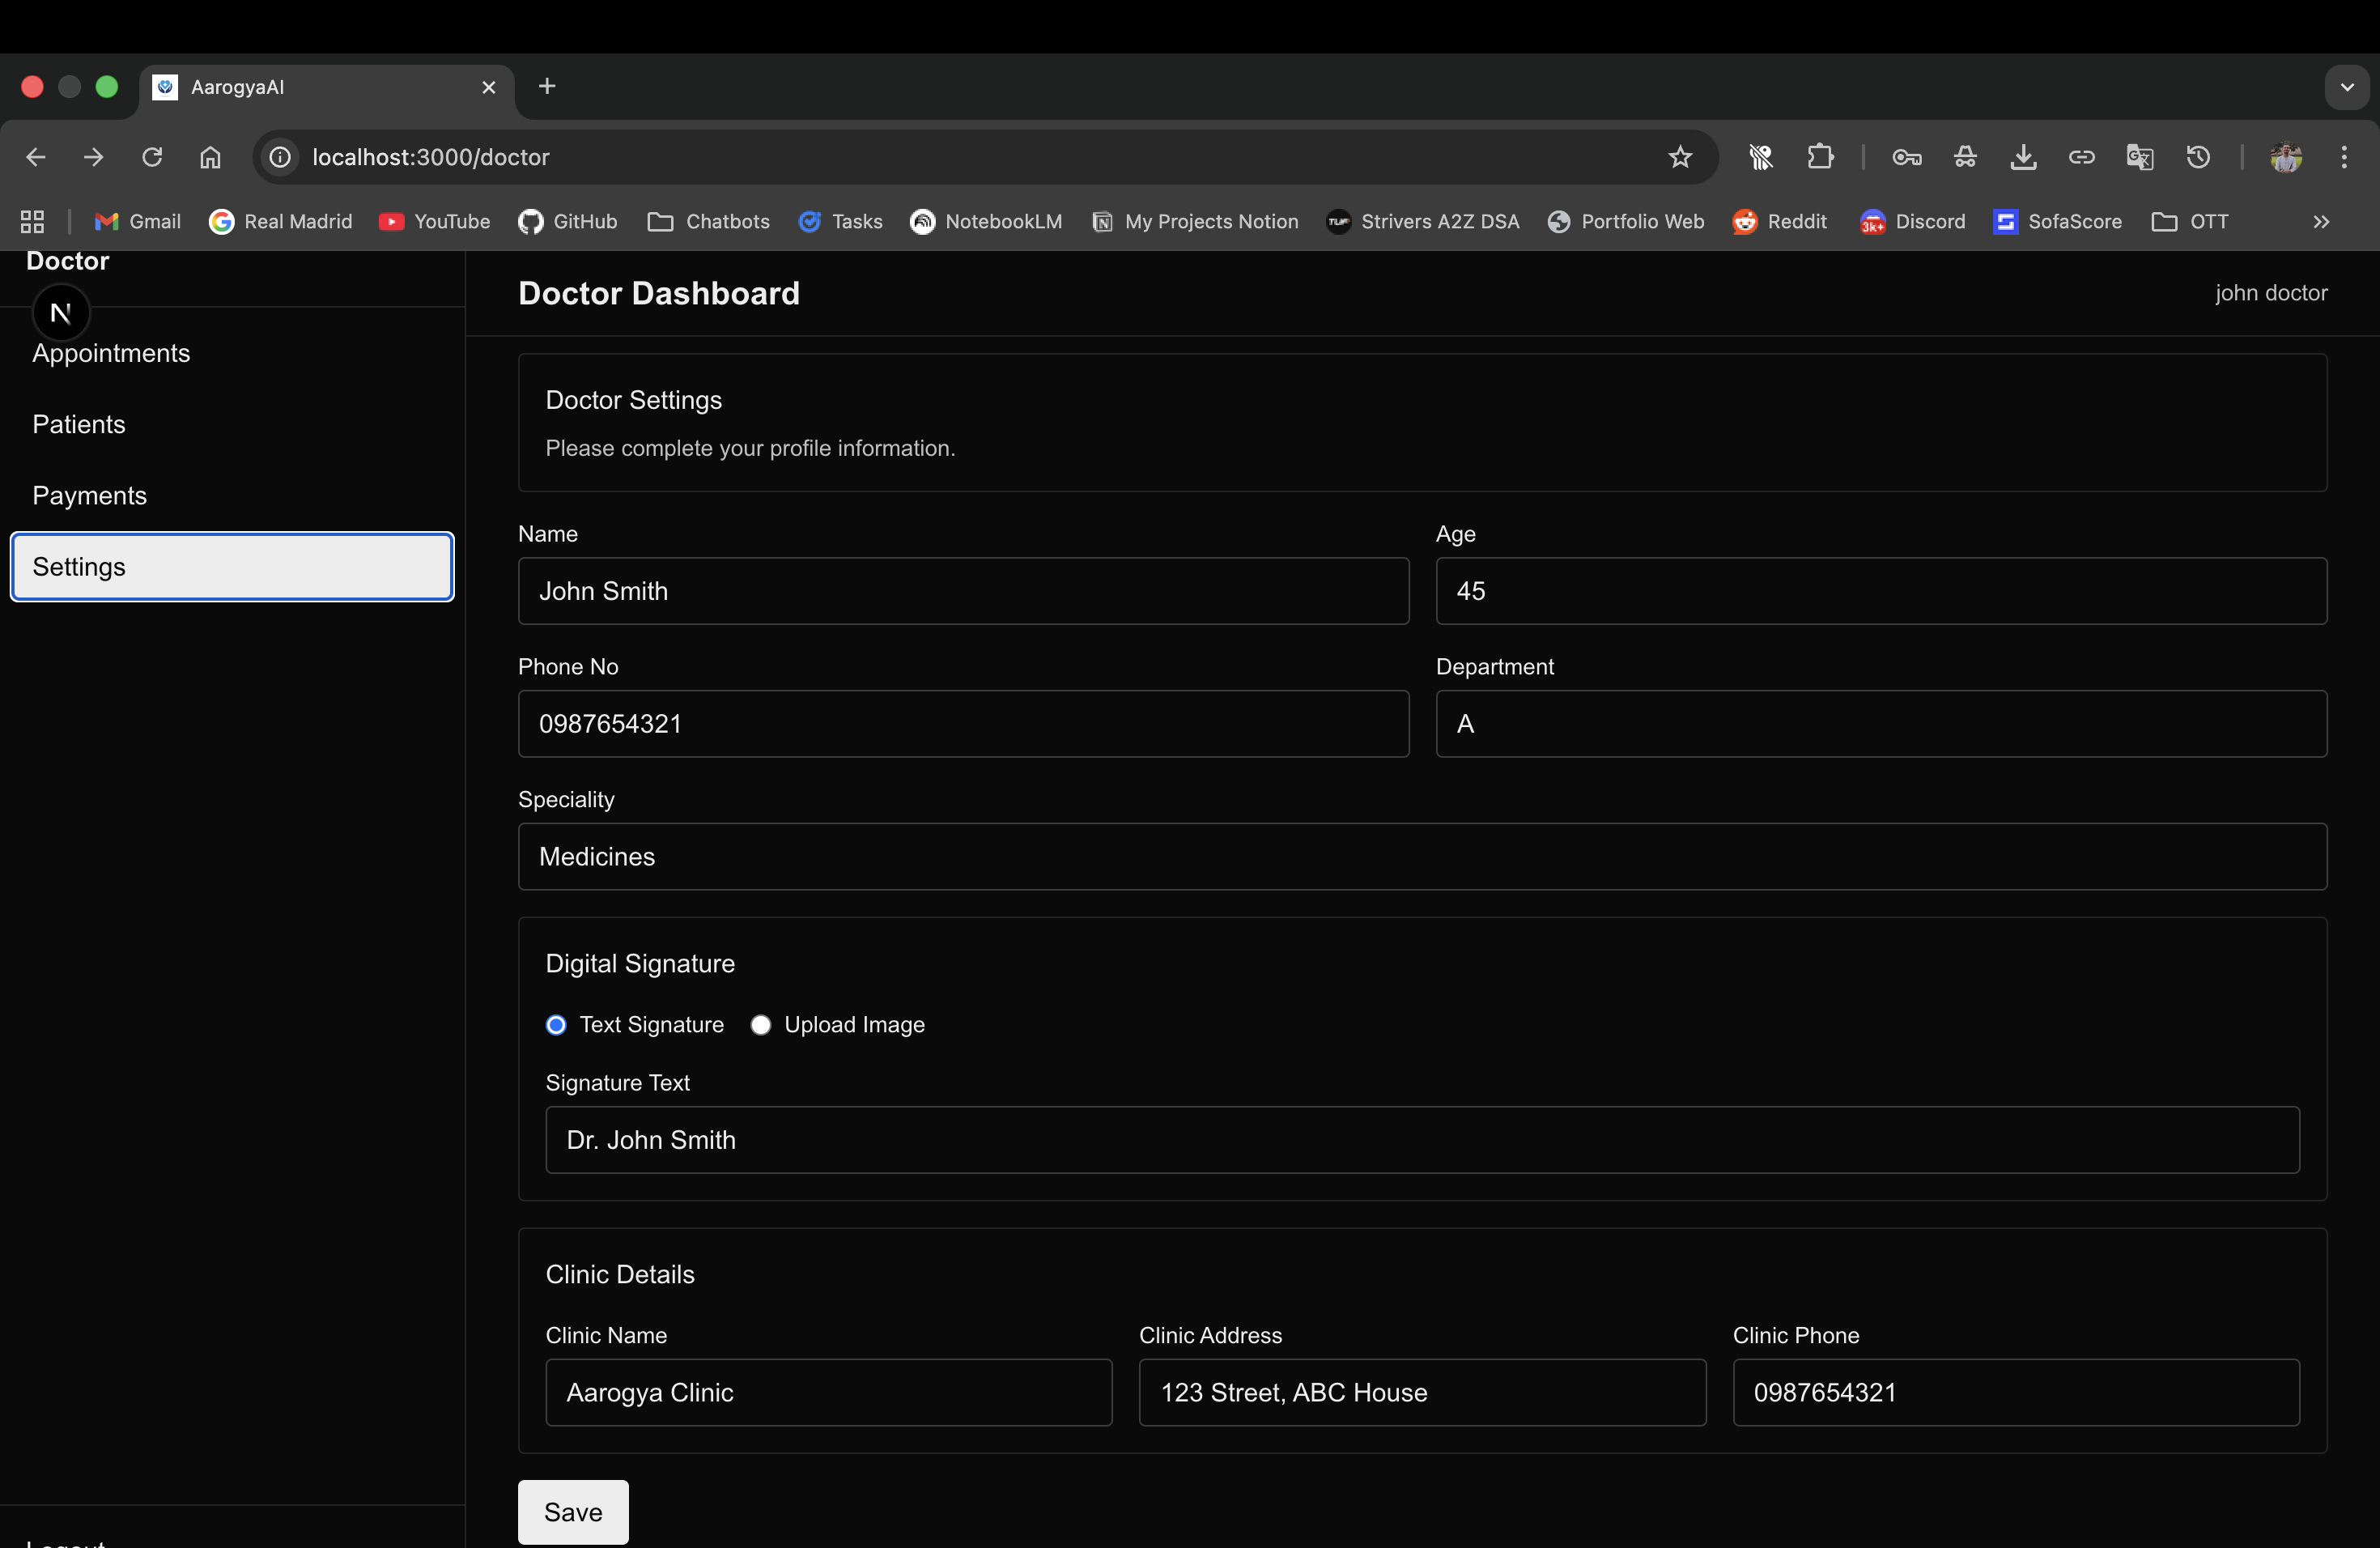 AarogyaAI
localhost:3000/doctor
Gmail
Real Madrid
YouTube
GitHub
Chatbots
Tasks
NotebookLM
My Projects Notion
TUF
Strivers A2Z DSA
Portfolio Web
3k+
Reddit
Discord
SofaScore
OTT
Doctor
N
Appointments
Patients
Payments
Settings
Logout
Doctor Dashboard
john doctor
Doctor Settings
Please complete your profile information.
Name
Age
John Smith
45
Phone No
Department
0987654321
A
Speciality
Medicines
Digital Signature
Text Signature
Upload Image
Signature Text
Dr. John Smith
Clinic Details
Clinic Name
Clinic Address
Clinic Phone
Aarogya Clinic
123 Street, ABC House
0987654321
Save